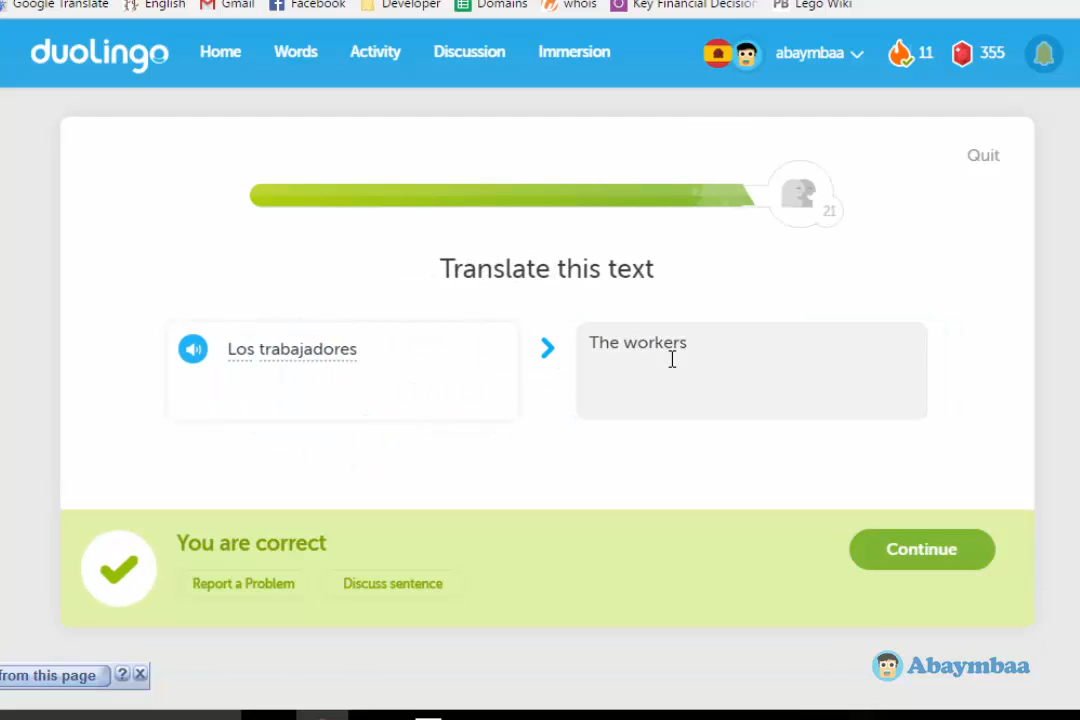 Google Translate English Gmail Facebook Developer Domains whois Key Financial Decision PB Lego Wiki
duolingo Home Words Activity Discussion Immersion abaymbaa 11 355
Quit
21
Translate this text
Los trabajadores The workers
You are correct
Continue
Report a Problem Discuss sentence
from this page ? X
Abaymbaa